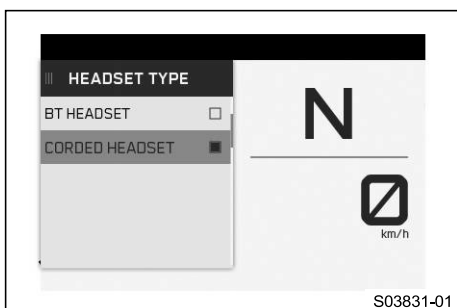 HEADSET TYPE
BT HEADSET
CORDED HEADSET
N
0
km/h
S03831-01